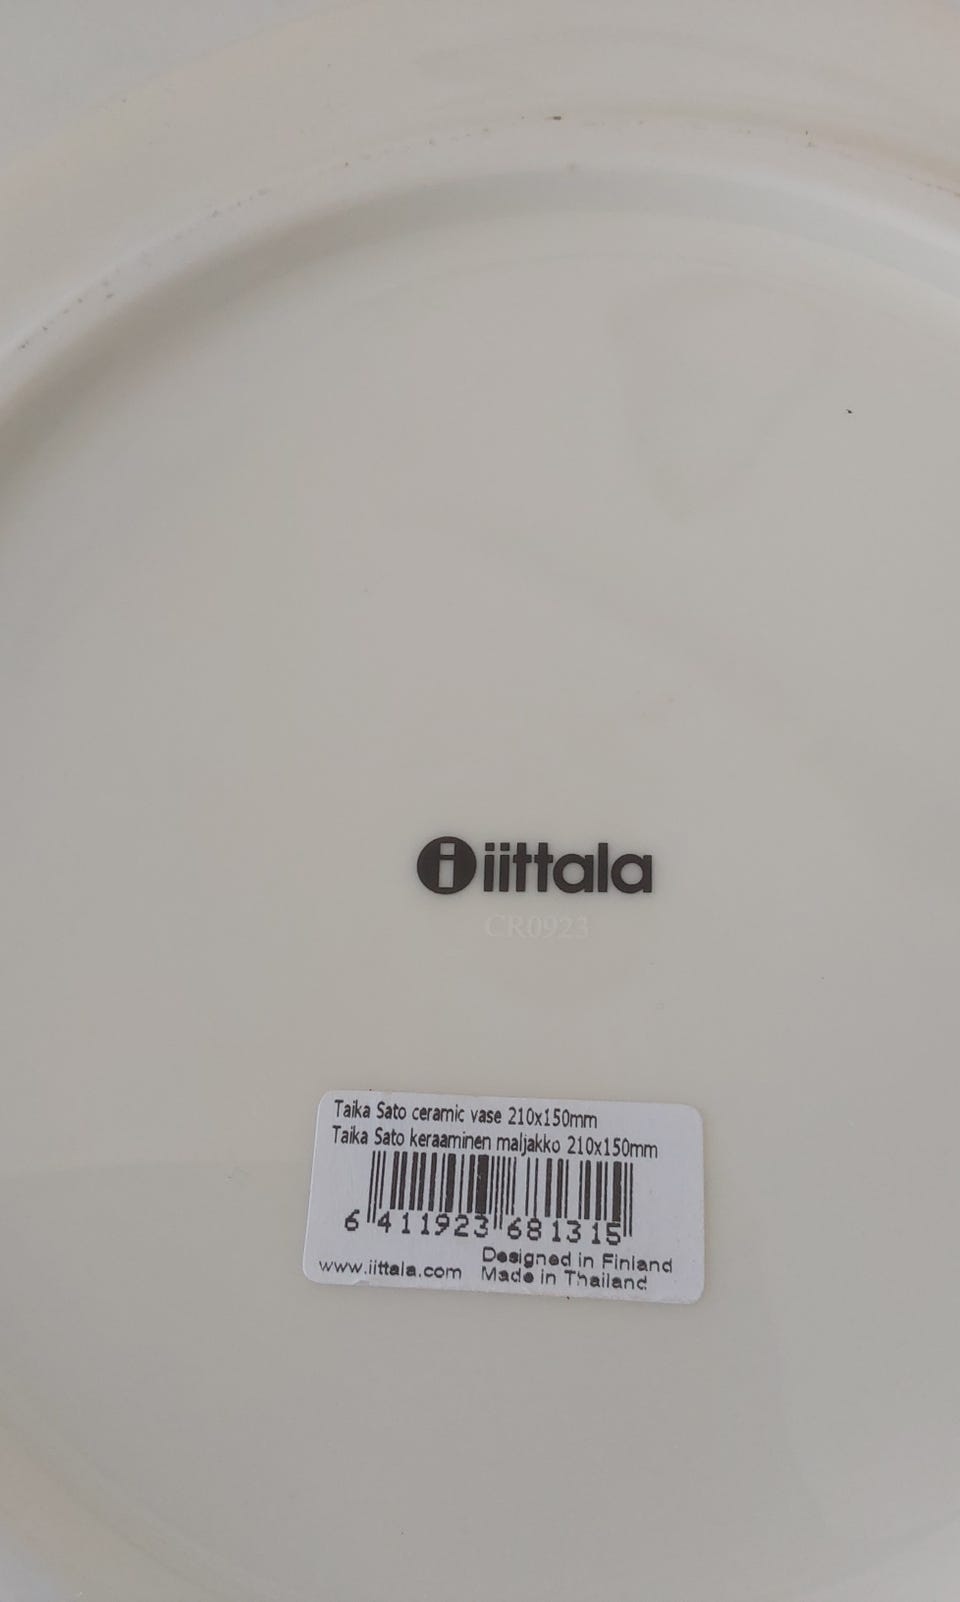 iittala
CR0923
Taika Sato ceramic vase 210x150mm
Taika Sato keraaminen maljakko 210x150mm
6 411923 681315
Designed in Finland
www.iittala.com Made in Thailand